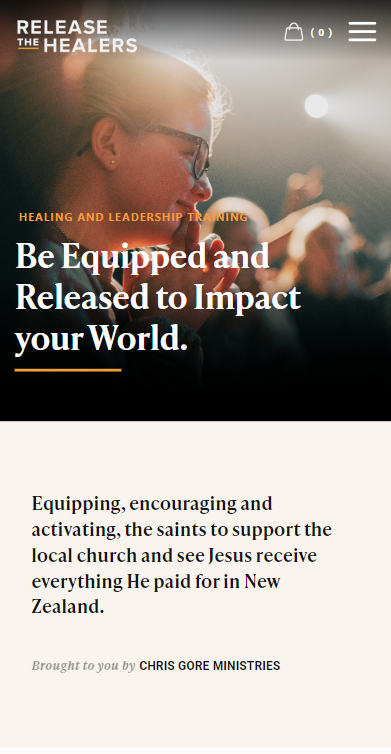 RELEASE
THE HEALERS
( 0 )
HEALING AND LEADERSHIP TRAINING
Be Equipped and
Released to Impact
your World.
Equipping, encouraging and
activating, the saints to support the
local church and see Jesus receive
everything He paid for in New
Zealand.
Brought to you by CHRIS GORE MINISTRIES